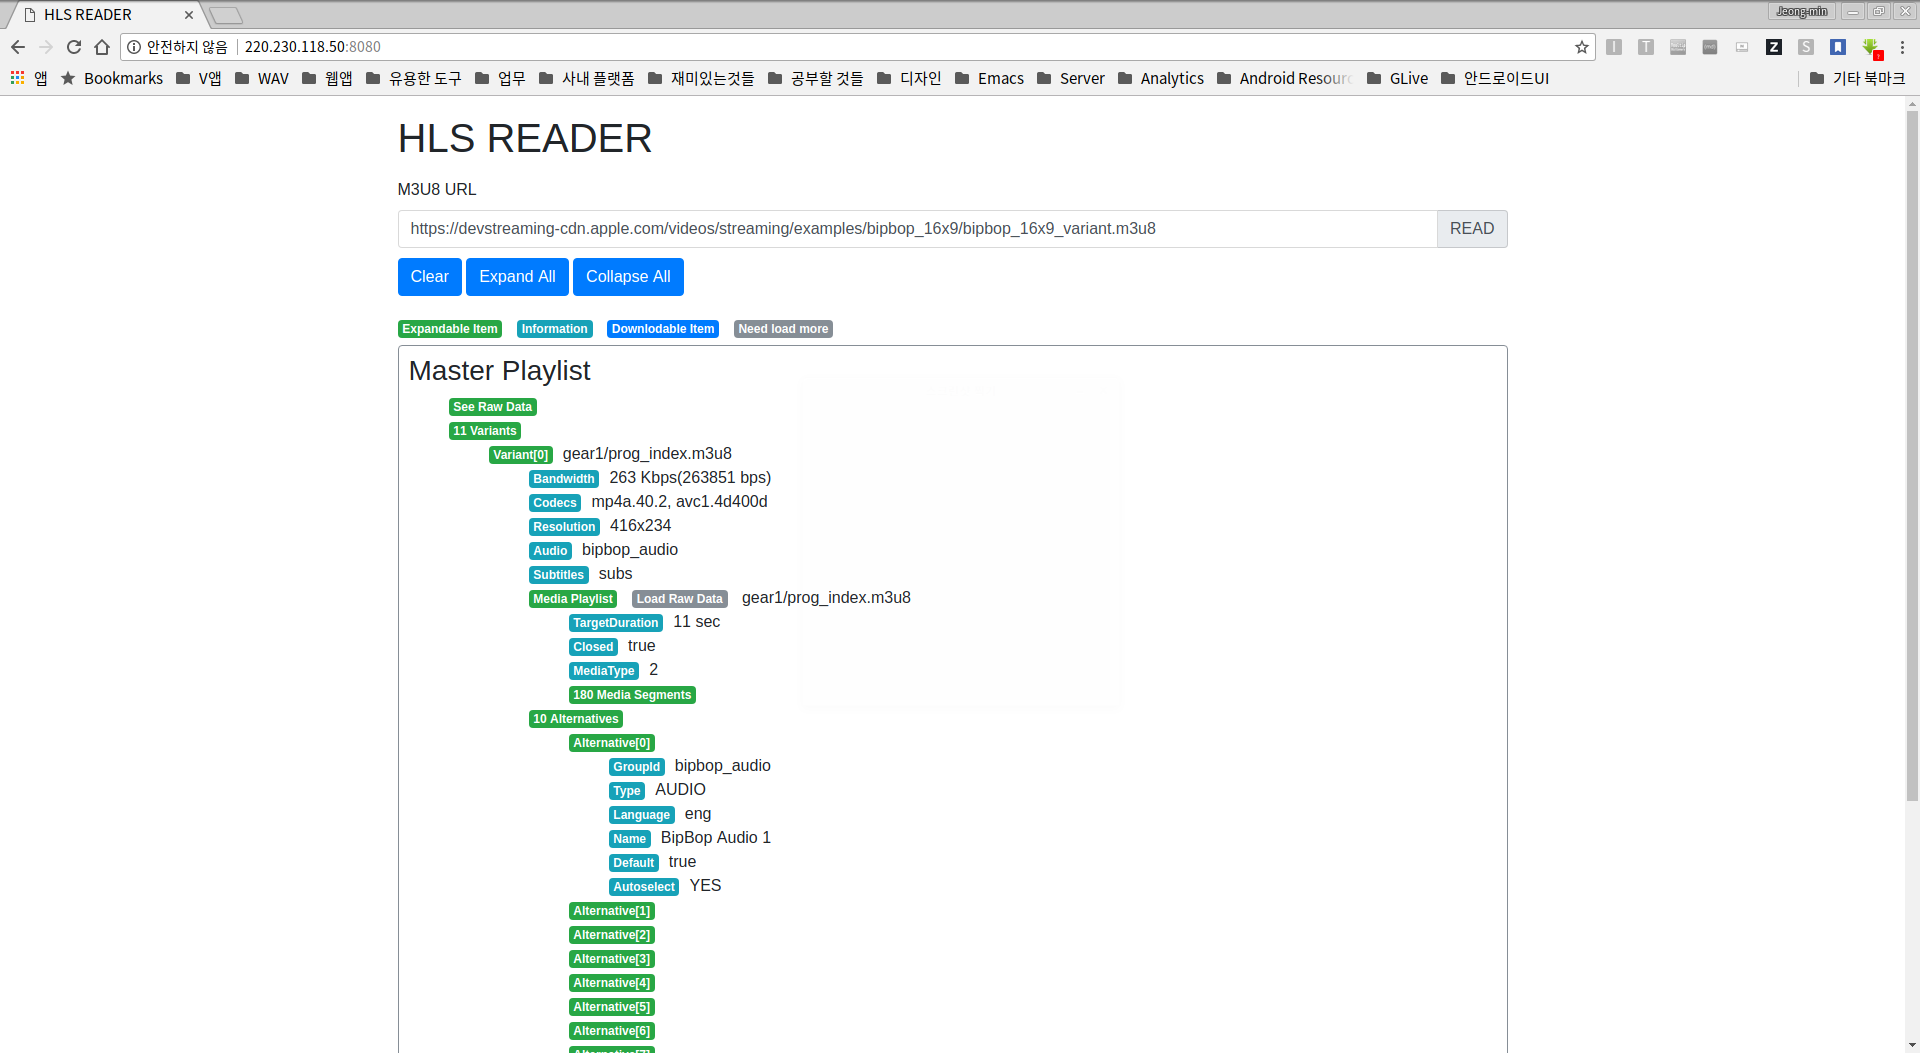 HLS READER
Jeong-min
안전하지 않음 220.230.118.50:8080
앱 Bookmarks V앱 WAV 웹앱 유용한 도구 업무 사내 플랫폼 재미있는것들 공부할 것들 디자인 Emacs Server Analytics Android Resourc GLive 안드로이드UI 기타 북마크
HLS READER
M3U8 URL
https://devstreaming-cdn.apple.com/videos/streaming/examples/bipbop_16x9/bipbop_16x9_variant.m3u8 READ
Clear Expand All Collapse All
Expandable Item Information Downlodable Item Need load more
Master Playlist
See Raw Data
11 Variants
Variant[0] gear1/prog_index.m3u8
Bandwidth 263 Kbps(263851 bps)
Codecs mp4a.40.2, avc1.4d400d
Resolution 416x234
Audio bipbop_audio
Subtitles subs
Media Playlist Load Raw Data gear1/prog_index.m3u8
TargetDuration 11 sec
Closed true
MediaType 2
180 Media Segments
10 Alternatives
Alternative[0]
GroupId bipbop_audio
Type AUDIO
Language eng
Name BipBop Audio 1
Default true
Autoselect YES
Alternative[1]
Alternative[2]
Alternative[3]
Alternative[4]
Alternative[5]
Alternative[6]